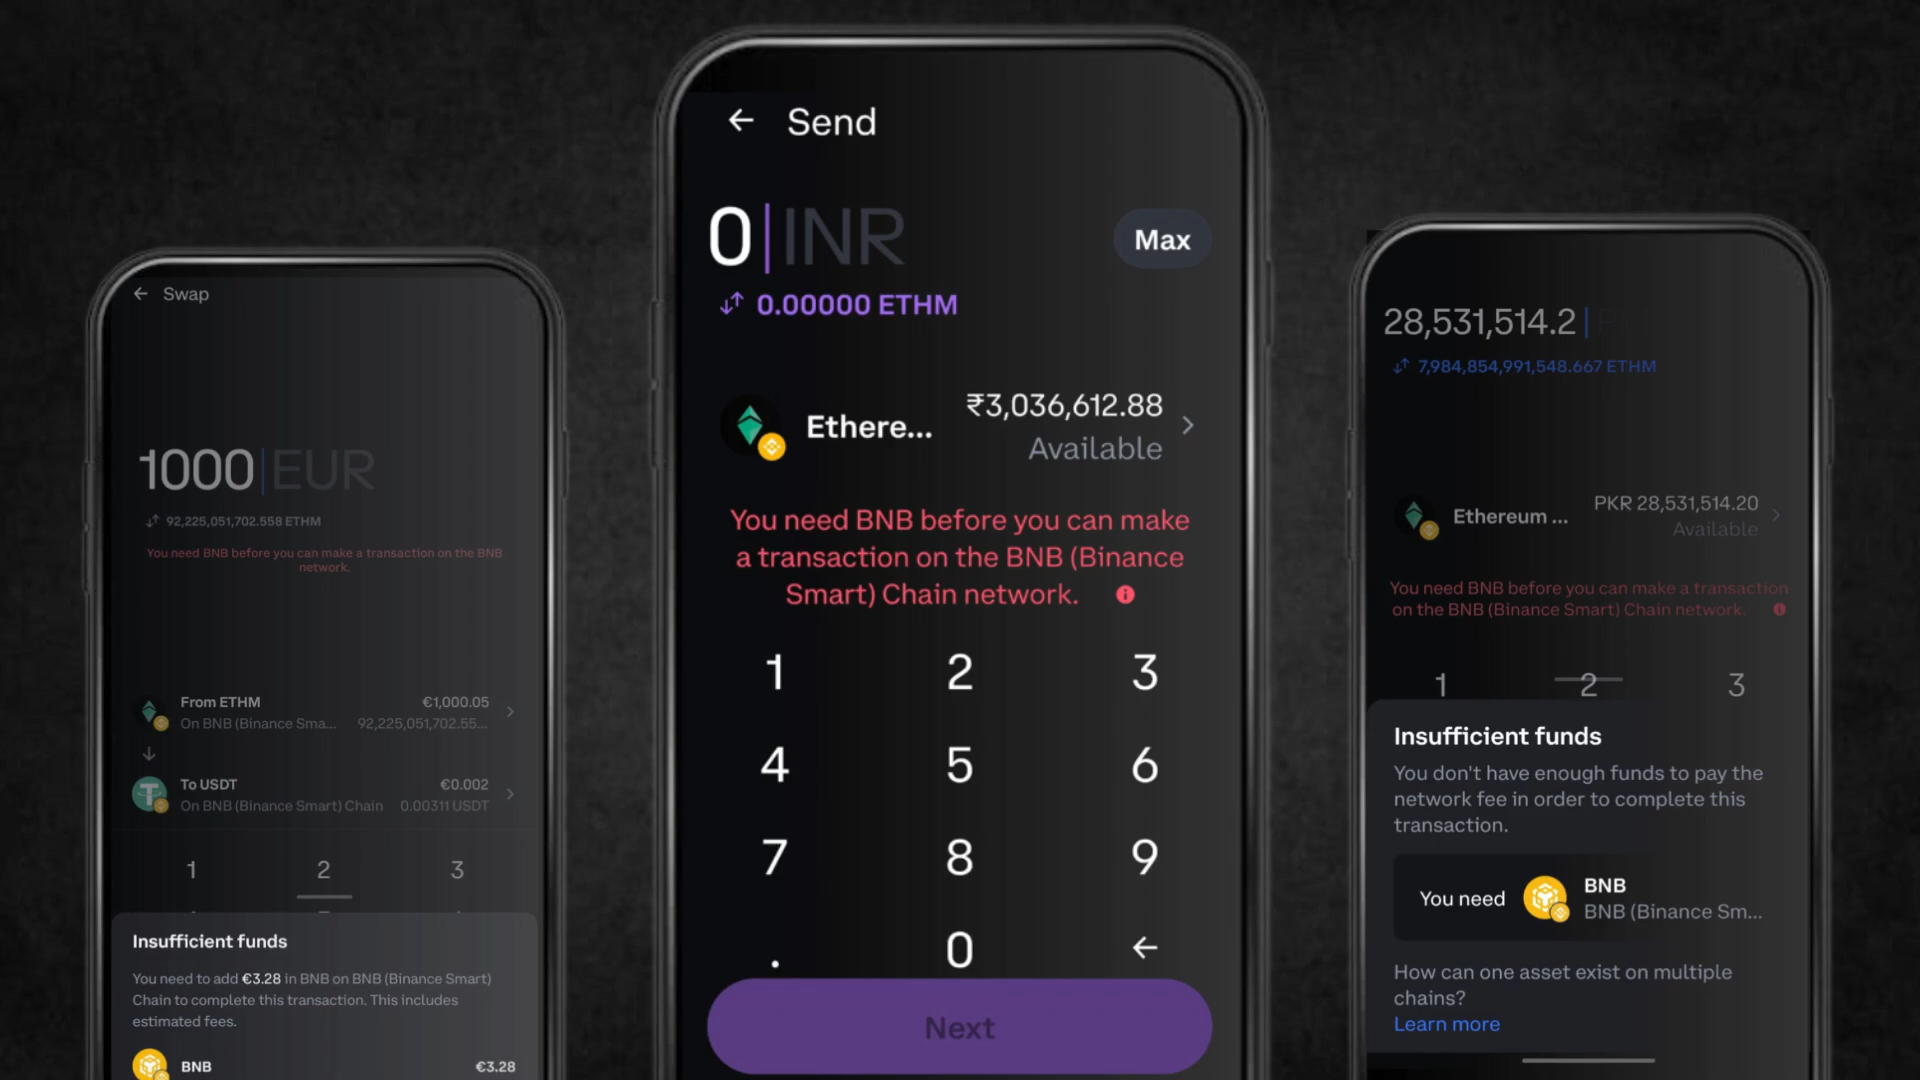 ← Swap
1000 EUR
92,225,051,702.558 ETHM
You need BNB before you can make a transaction on the BNB
network.
From ETHM €1,000.05
On BNB (Binance Sma... 92,225,051,702.55...
To USDT €0.002
On BNB (Binance Smart) Chain 0.00311 USDT
1 2 3
Insufficient funds
You need to add €3.28 in BNB on BNB (Binance Smart)
Chain to complete this transaction. This includes
estimated fees.
BNB €3.28
← Send
0 INR Max
0.00000 ETHM
Ethere... ₹3,036,612.88
Available
You need BNB before you can make
a transaction on the BNB (Binance
Smart) Chain network.
1 2 3
4 5 6
7 8 9
. 0 ←
Next
28,531,514.2
7,984,854,991,548.667 ETHM
Ethereum ... PKR 28,531,514.20
Available
You need BNB before you can make a transaction
on the BNB (Binance Smart) Chain network.
1 2 3
Insufficient funds
You don't have enough funds to pay the
network fee in order to complete this
transaction.
You need BNB
BNB (Binance Sm...
How can one asset exist on multiple
chains?
Learn more